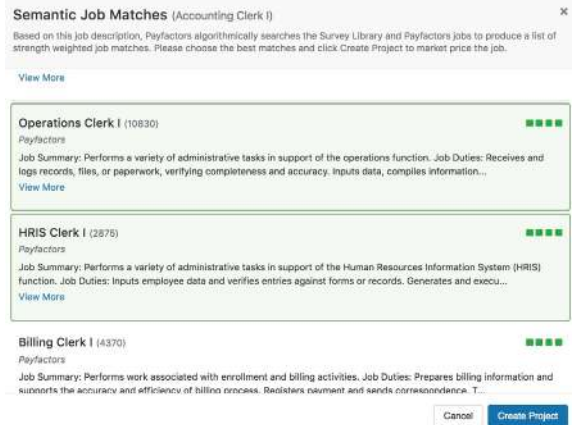 Semantic Job Matches (Accounting Clerk I)
×
Based on this job description, Payfactors algorithmically searches the Survey Library and Payfactors jobs to produce a list of
strength weighted job matches. Please choose the best matches and click Create Project to market price the job.
View More
Operations Clerk I (10830)
Payfactors
Job Summary: Performs a variety of administrative tasks in support of the operations function. Job Duties: Receives and
logs records, files, or paperwork, verifying completeness and accuracy. Inputs data, compiles information...
View More
HRIS Clerk I (2875)
Payfactors
Job Summary: Performs a variety of administrative tasks in support of the Human Resources Information System (HRIS)
function. Job Duties: Inputs employee data and verifies entries against forms or records. Generates and execu...
View More
Billing Clerk I (4370)
Payfactors
Job Summary: Performs work associated with enrollment and billing activities. Job Duties: Prepares billing information and
supports the accuracy and efficiency of billing process. Registers payment and sends correspondence. T...
Cancel
Create Project